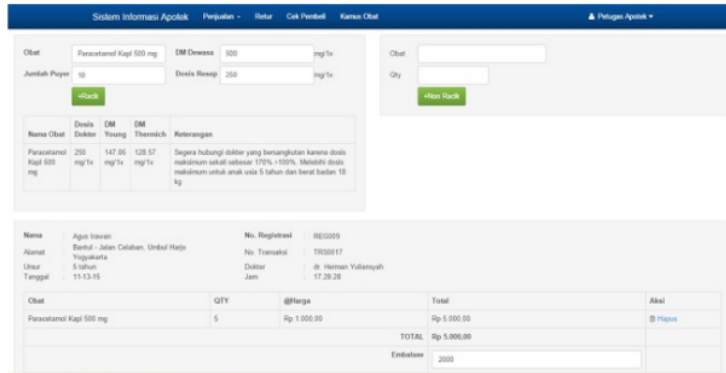 Sistem Informasi Apotek Penjualan Retur Cek Pembeli Kamus Obat Petugas Apotek
Obat Paracetamol Kapl 500 mg DM Dewasa 500 mg/1x
Jumlah Puyer 10 Dosis Resep 250 mg/1x
+Racik
Nama Obat Dosis Dokter DM Young DM Thermich Keterangan
Paracetamol Kapl 500 mg 250 mg/1x 147.06 mg/1x 128.57 mg/1x Segera hubungi dokter yang bersangkutan karena dosis
maksimum sekali sebesar 170% >100%. Melebihi dosis
maksimum untuk anak usia 5 tahun dan berat badan 18
kg
Obat
Qty
+Non Racik
Nama : Agus Irawan No. Registrasi : REG009
Alamat : Bantul - Jalan Celaban, Umbul Harjo Yogyakarta No. Transaksi : TRS0017
Umur : 5 tahun Dokter : dr. Herman Yuliansyah
Tanggal : 11-13-15 Jam : 17:28:28
Obat QTY @Harga Total Aksi
Paracetamol Kapl 500 mg 5 Rp 1.000,00 Rp 5.000,00 Hapus
TOTAL Rp 5.000,00
Embalase 2000